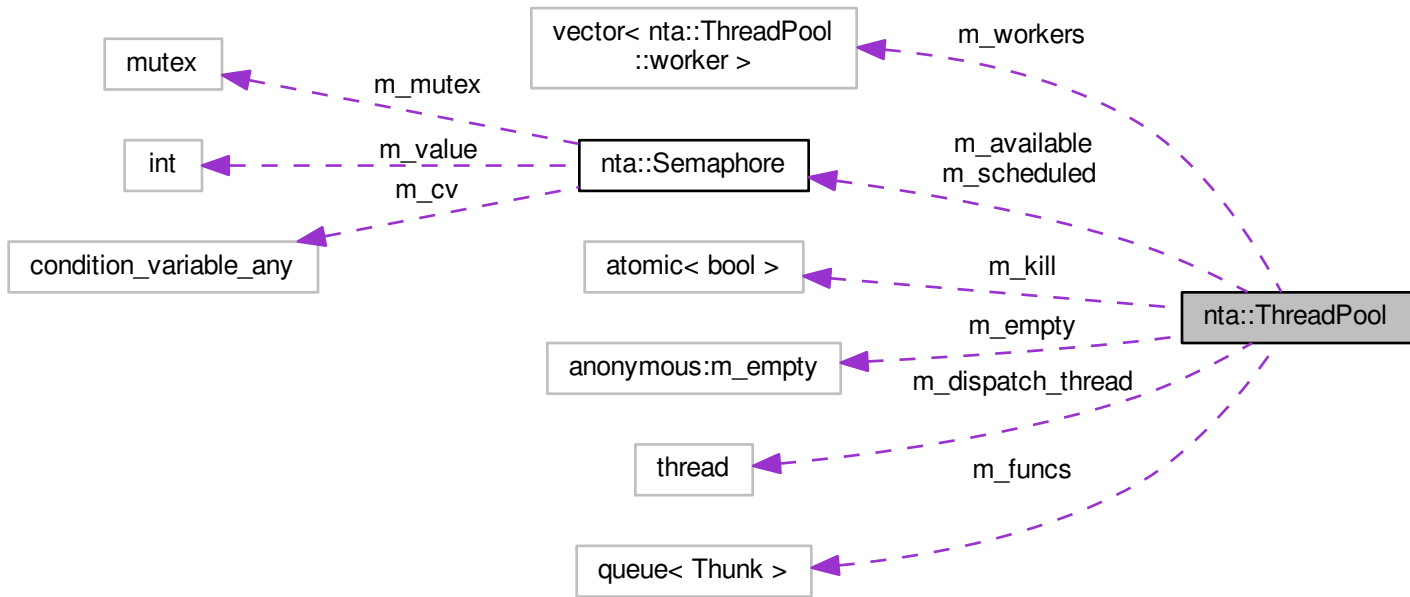 vector< nta::ThreadPool
::worker >
m_workers
mutex
m_mutex
int
m_value
nta::Semaphore
m_available
m_scheduled
m_cv
condition_variable_any
atomic< bool >
m_kill
nta::ThreadPool
m_empty
anonymous:m_empty
m_dispatch_thread
thread
m_funcs
queue< Thunk >